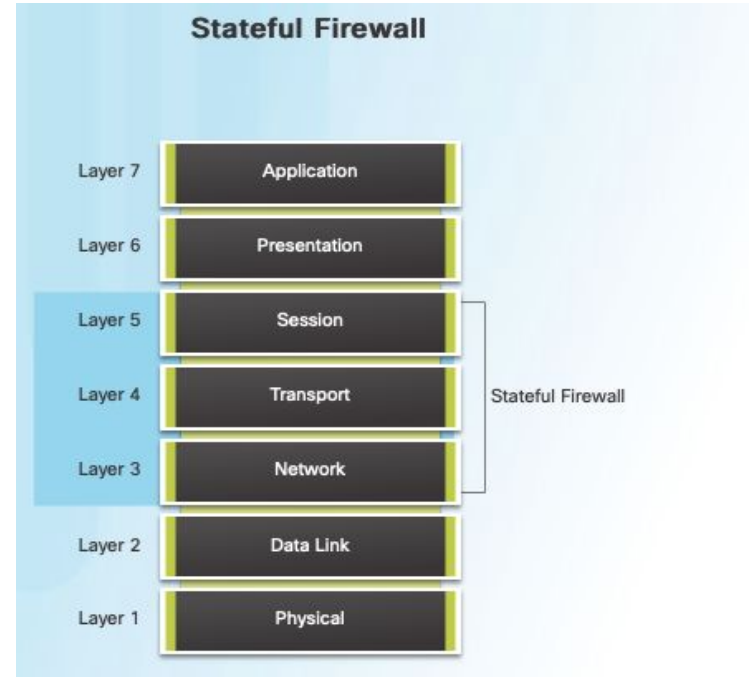 Stateful Firewall
Layer 7 Application
Layer 6 Presentation
Layer 5 Session
Layer 4 Transport Stateful Firewall
Layer 3 Network
Layer 2 Data Link
Layer 1 Physical